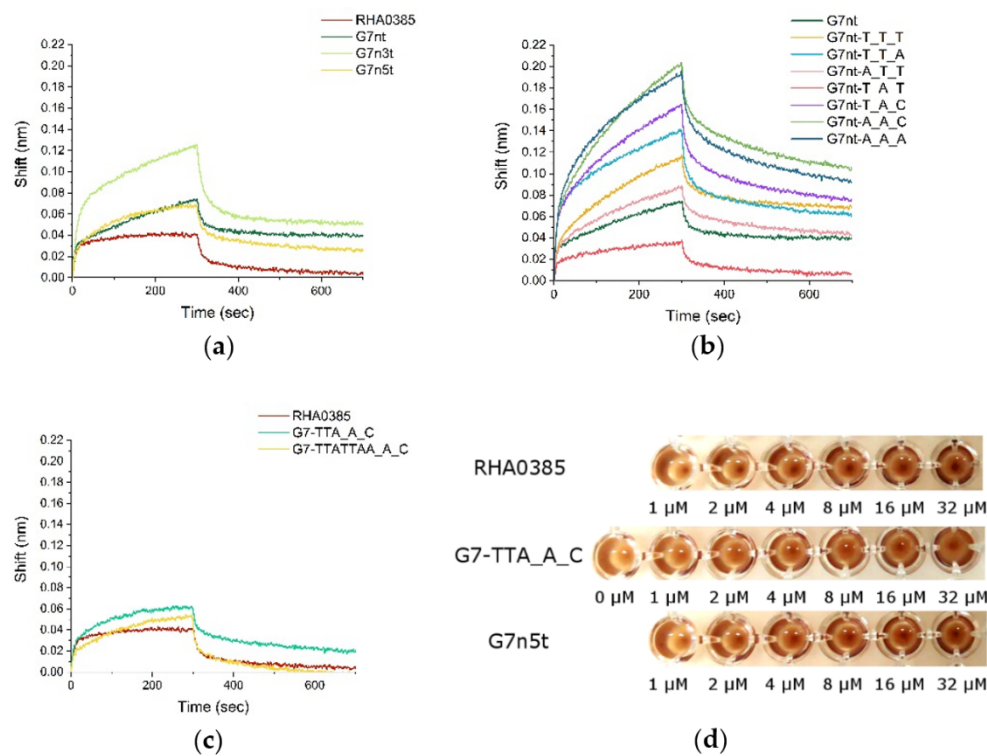 RHA0385
G7nt
G7n3t
G7n5t
0.22
0.20
0.18
0.16
0.14
0.12
0.10
0.08
0.06
0.04
0.02
0.00
Shift (nm)
0 200 400 600
Time (sec)
(a)
G7nt
G7nt-T_T_T
G7nt-T_T_A
G7nt-A_T_T
G7nt-T_A_T
G7nt-T_A_C
G7nt-A_A_C
G7nt-A_A_A
0.22
0.20
0.18
0.16
0.14
0.12
0.10
0.08
0.06
0.04
0.02
0.00
Shift (nm)
0 200 400 600
Time (sec)
(b)
RHA0385
G7-TTA_A_C
G7-TTATTAA_A_C
0.22
0.20
0.18
0.16
0.14
0.12
0.10
0.08
0.06
0.04
0.02
0.00
Shift (nm)
0 200 400 600
Time (sec)
(c)
RHA0385
1 µM 2 µM 4 µM 8 µM 16 µM 32 µM
G7-TTA_A_C
0 µM 1 µM 2 µM 4 µM 8 µM 16 µM 32 µM
G7n5t
1 µM 2 µM 4 µM 8 µM 16 µM 32 µM
(d)